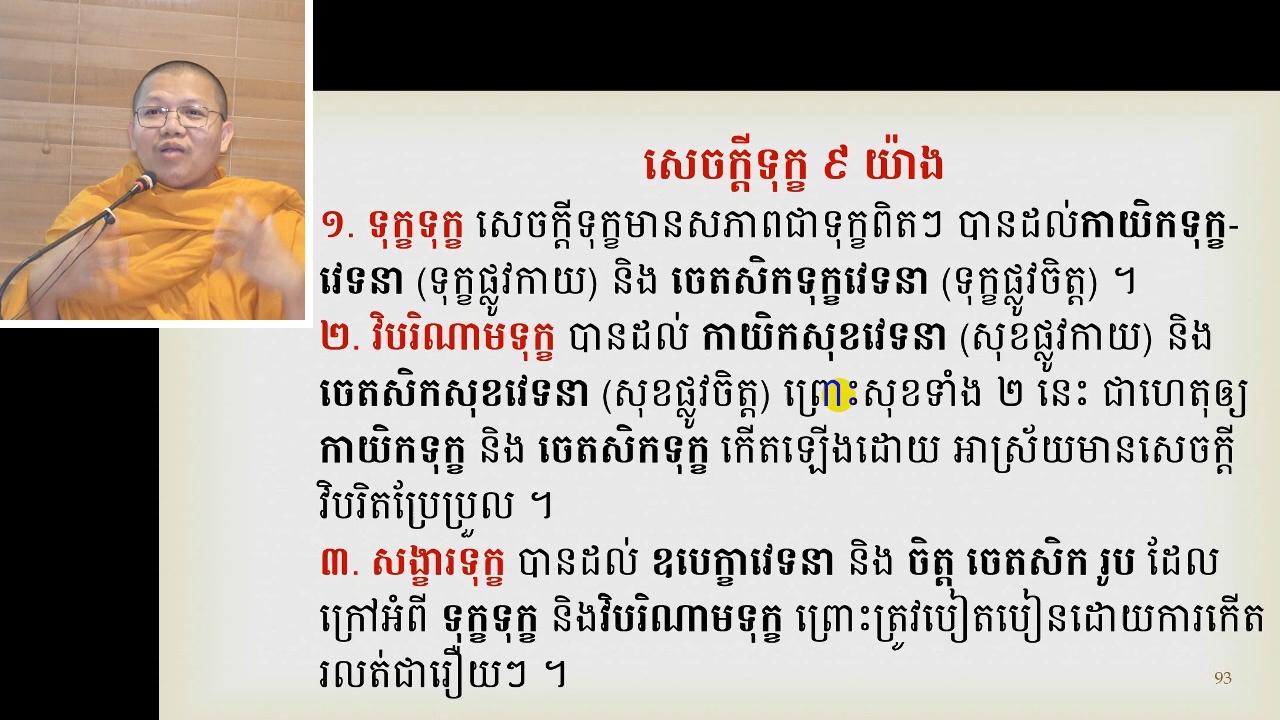 សេចក្តីទុក្ខ ៩ យ៉ាង
១. ទុក្ខទុក្ខ សេចក្តីទុក្ខមានសភាពជាទុក្ខពិតៗ បានដល់កាយិកទុក្ខ-
វេទនា (ទុក្ខផ្លូវកាយ) និង ចេតសិកទុក្ខវេទនា (ទុក្ខផ្លូវចិត្ត) ។
២. វិបរិណាមទុក្ខ បានដល់ កាយិកសុខវេទនា (សុខផ្លូវកាយ) និង
ចេតសិកសុខវេទនា (សុខផ្លូវចិត្ត) ព្រោះសុខទាំង ២ នេះ ជាហេតុឲ្យ
កាយិកទុក្ខ និង ចេតសិកទុក្ខ កើតឡើងដោយ អាស្រ័យមានសេចក្តី
វិបរិតប្រែប្រួល ។
៣. សង្ខារទុក្ខ បានដល់ ឧបេក្ខាវេទនា និង ចិត្ត ចេតសិក រូប ដែល
ក្រៅអំពី ទុក្ខទុក្ខ និងវិបរិណាមទុក្ខ ព្រោះត្រូវបៀតបៀនដោយការកើត
រលត់ជារឿយៗ ។
93